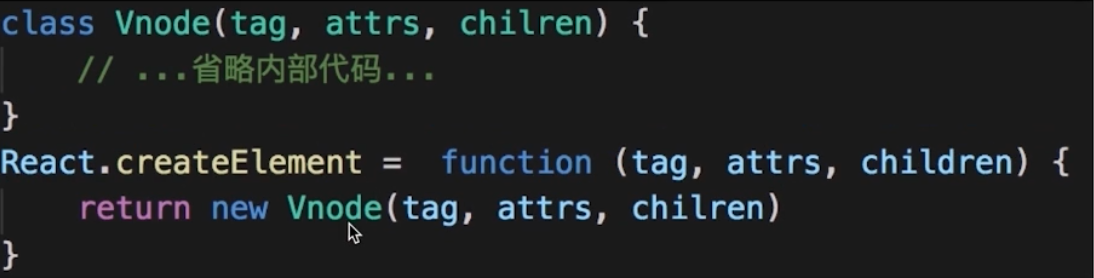 class Vnode(tag, attrs, chilren) {
    // ...省略内部代码...
}
React.createElement =  function (tag, attrs, children) {
    return new Vnode(tag, attrs, chilren)
}